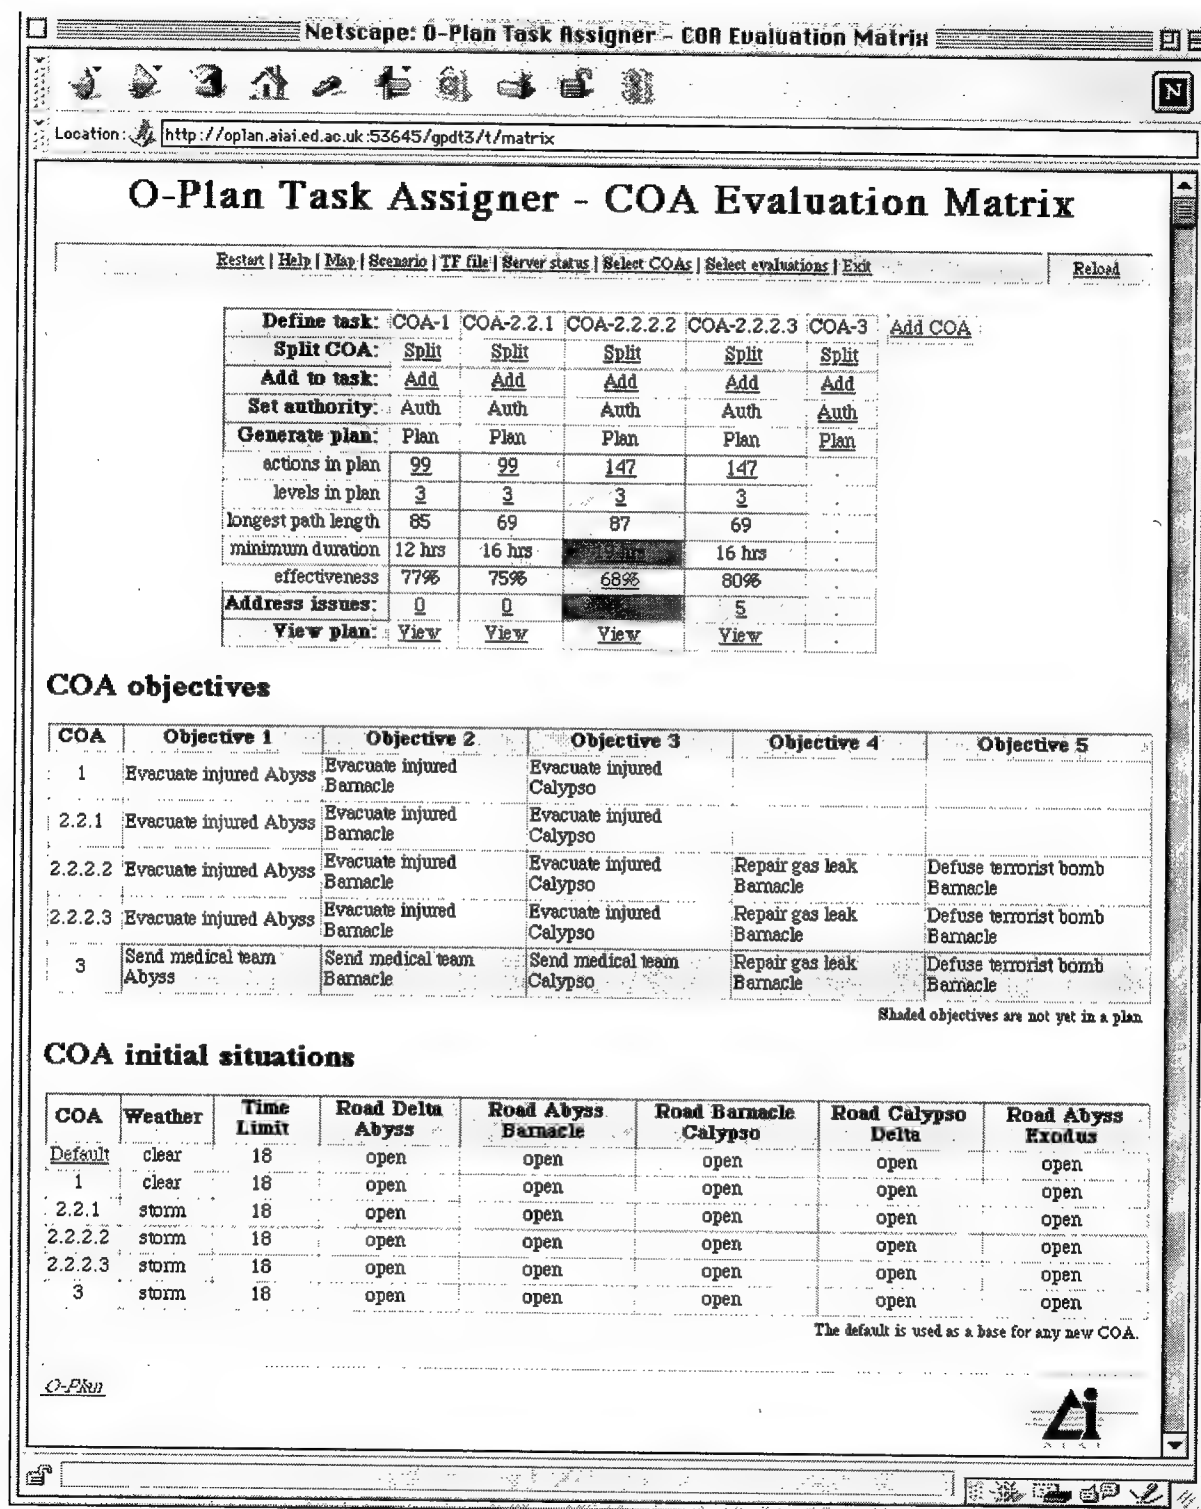 Netscape: O-Plan Task Assigner - COA Evaluation Matrix
N
Location: http://oplan.aiai.ed.ac.uk:53645/gpdt3/t/matrix
O-Plan Task Assigner - COA Evaluation Matrix
Restart | Help | Map | Scenario | TF file | Server status | Select COAs | Select evaluations | Exit Reload
Define task: COA-1 COA-2.2.1 COA-2.2.2.2 COA-2.2.2.3 COA-3 Add COA
Split COA: Split Split Split Split Split
Add to task: Add Add Add Add Add
Set authority: Auth Auth Auth Auth Auth
Generate plan: Plan Plan Plan Plan Plan
actions in plan 99 99 147 147 .
levels in plan 3 3 3 3 .
longest path length 85 69 87 69 .
minimum duration 12 hrs 16 hrs 19 hrs 16 hrs .
effectiveness 77% 75% 68% 80% .
Address issues: 0 0 5 .
View plan: View View View View .
COA objectives
COA Objective 1 Objective 2 Objective 3 Objective 4 Objective 5
1 Evacuate injured Abyss Evacuate injured Barnacle Evacuate injured Calypso
2.2.1 Evacuate injured Abyss Evacuate injured Barnacle Evacuate injured Calypso
2.2.2.2 Evacuate injured Abyss Evacuate injured Barnacle Evacuate injured Calypso Repair gas leak Barnacle Defuse terrorist bomb Barnacle
2.2.2.3 Evacuate injured Abyss Evacuate injured Barnacle Evacuate injured Calypso Repair gas leak Barnacle Defuse terrorist bomb Barnacle
3 Send medical team Abyss Send medical team Barnacle Send medical team Calypso Repair gas leak Barnacle Defuse terrorist bomb Barnacle
Shaded objectives are not yet in a plan
COA initial situations
COA Weather Time Limit Road Delta Abyss Road Abyss Barnacle Road Barnacle Calypso Road Calypso Delta Road Abyss Exodus
Default clear 18 open open open open open
1 clear 18 open open open open open
2.2.1 storm 18 open open open open open
2.2.2.2 storm 18 open open open open open
2.2.2.3 storm 18 open open open open open
3 storm 18 open open open open open
The default is used as a base for any new COA.
O-Plan
Ai
A I A I